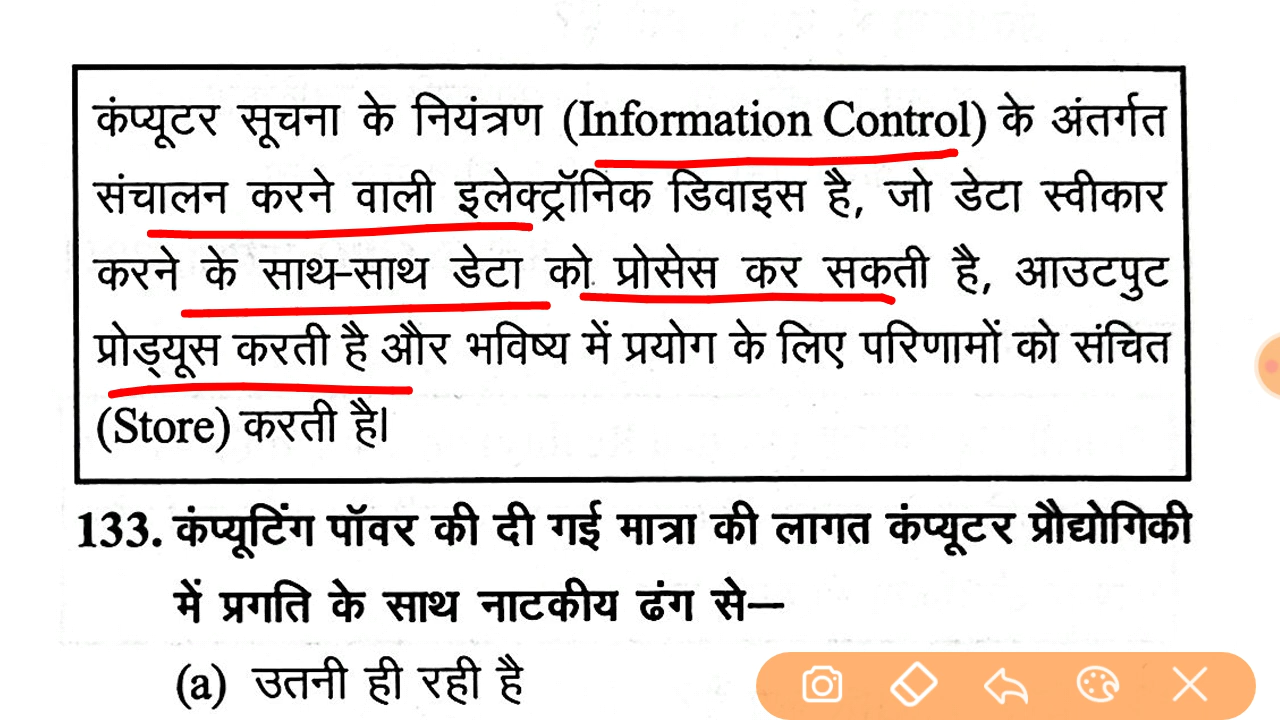 कंप्यूटर सूचना के नियंत्रण (Information Control) के अंतर्गत
संचालन करने वाली इलेक्ट्रॉनिक डिवाइस है, जो डेटा स्वीकार
करने के साथ-साथ डेटा को प्रोसेस कर सकती है, आउटपुट
प्रोड्यूस करती है और भविष्य में प्रयोग के लिए परिणामों को संचित
(Store) करती है।
133. कंप्यूटिंग पॉवर की दी गई मात्रा की लागत कंप्यूटर प्रौद्योगिकी
में प्रगति के साथ नाटकीय ढंग से—
(a) उतनी ही रही है